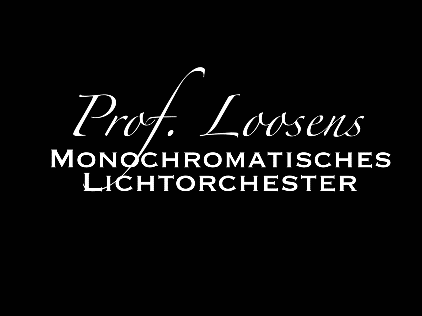 Prof. Loosens
MONOCHROMATISCHES
LICHTORCHESTER